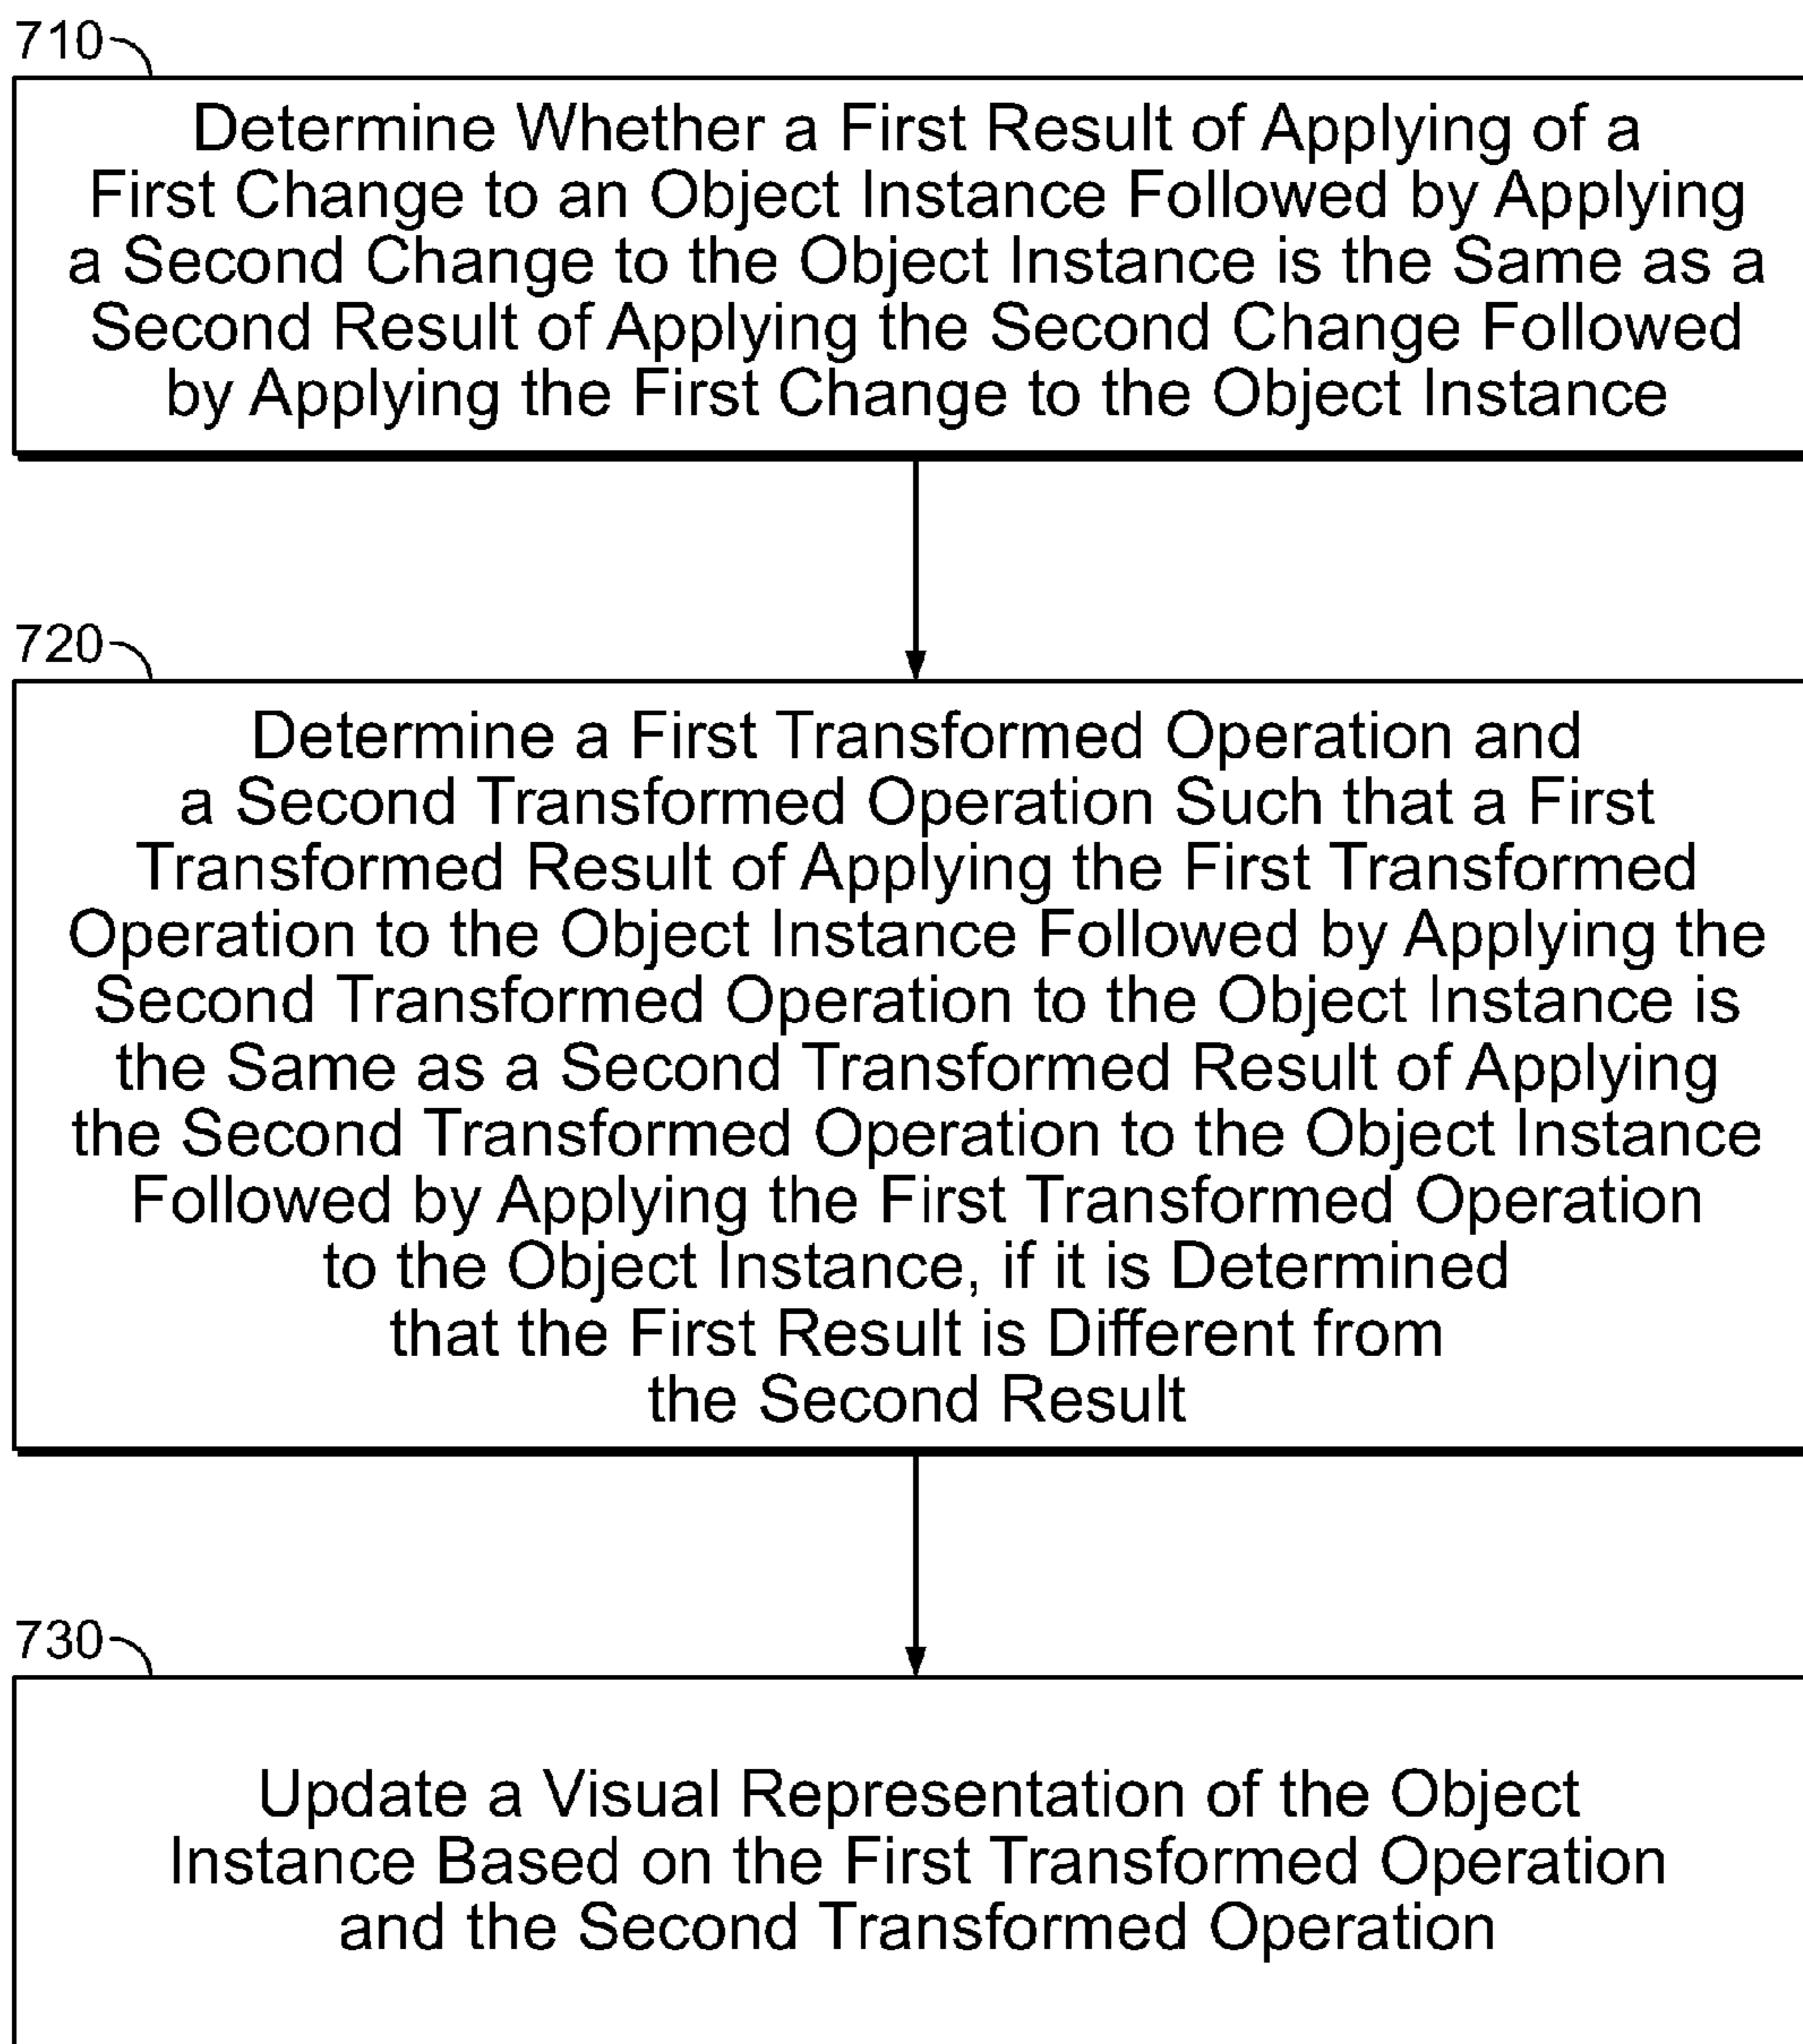 710
Determine Whether a First Result of Applying of a
First Change to an Object Instance Followed by Applying
a Second Change to the Object Instance is the Same as a
Second Result of Applying the Second Change Followed
by Applying the First Change to the Object Instance
720
Determine a First Transformed Operation and
a Second Transformed Operation Such that a First
Transformed Result of Applying the First Transformed
Operation to the Object Instance Followed by Applying the
Second Transformed Operation to the Object Instance is
the Same as a Second Transformed Result of Applying
the Second Transformed Operation to the Object Instance
Followed by Applying the First Transformed Operation
to the Object Instance, if it is Determined
that the First Result is Different from
the Second Result
730
Update a Visual Representation of the Object
Instance Based on the First Transformed Operation
and the Second Transformed Operation